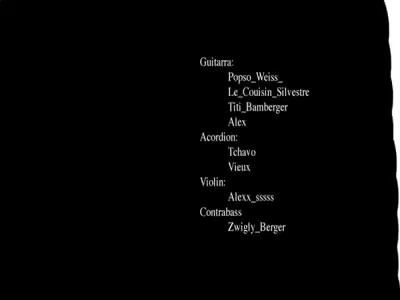 Guitarra:
Popso_Weiss_
Le_Couisin_Silvestre
Titi_Bamberger
Alex
Acordion:
Tchavo
Vieux
Violin:
Alexx_sssss
Contrabass
Zwigly_Berger